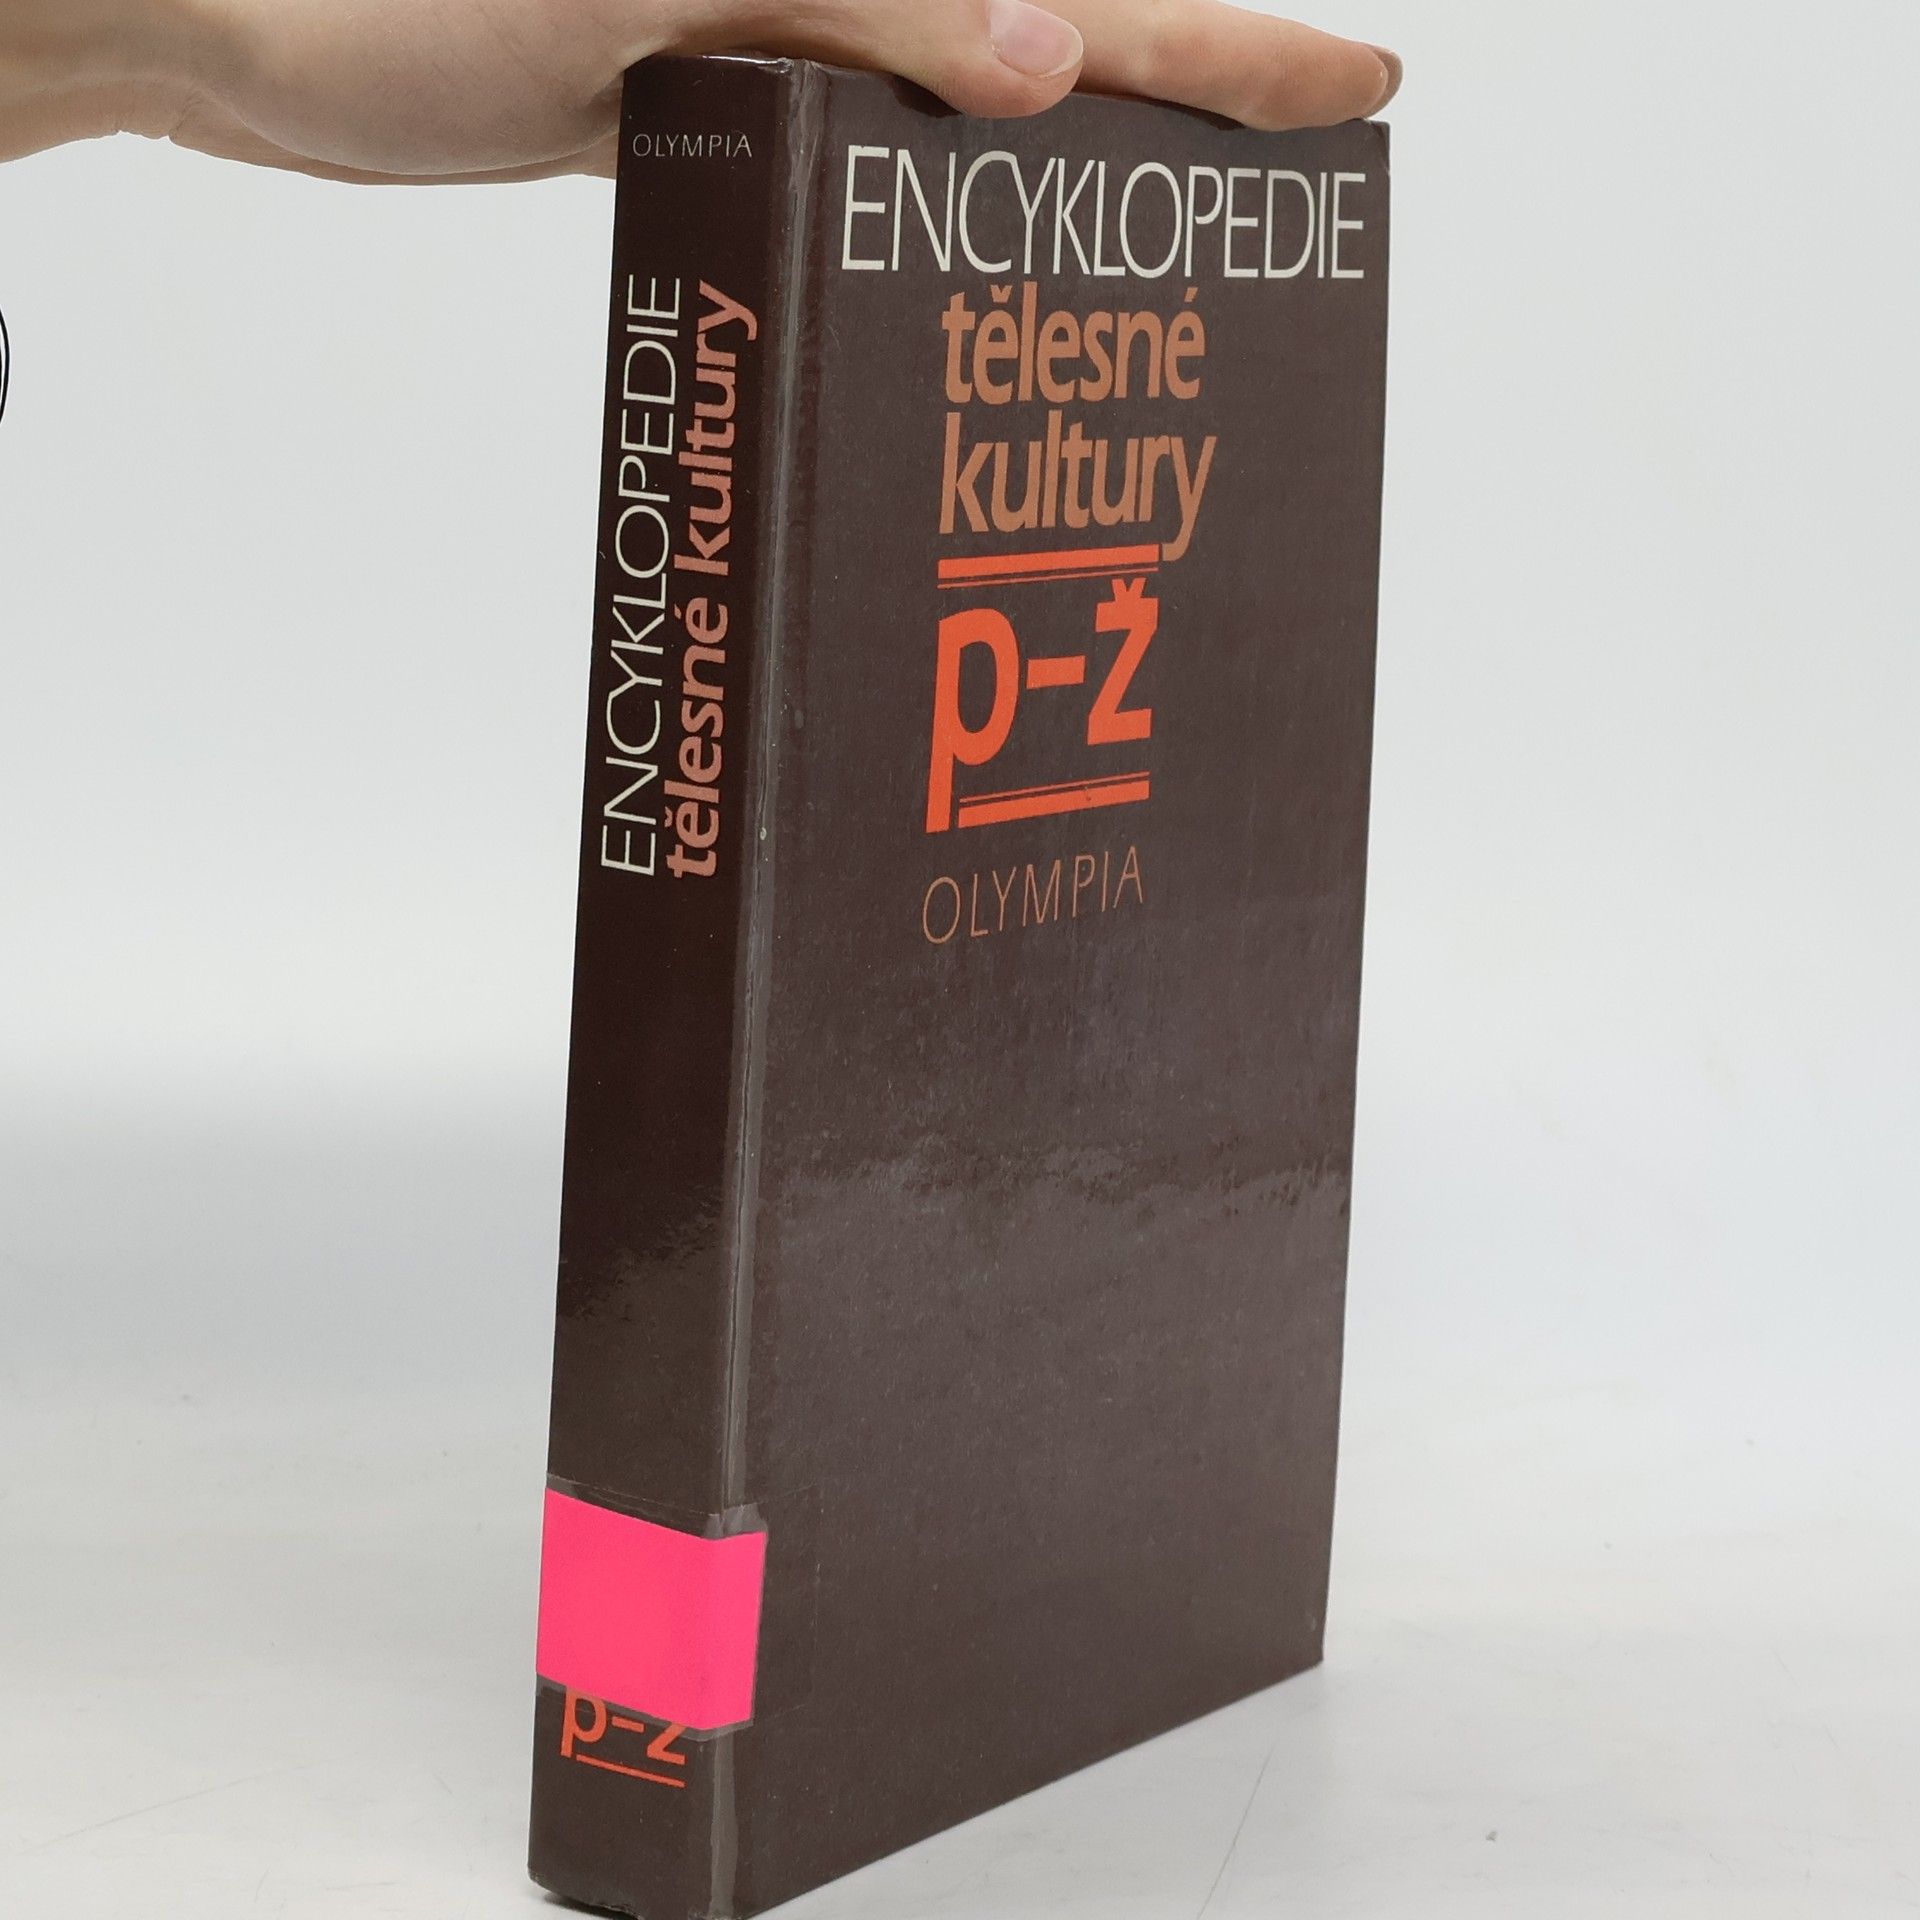 OLYMPIA
ENCYKLOPEDIE
tělesné kultury
p-ž
ENCYKLOPEDIE
tělesné
kultury
p-ž
OLYMPIA